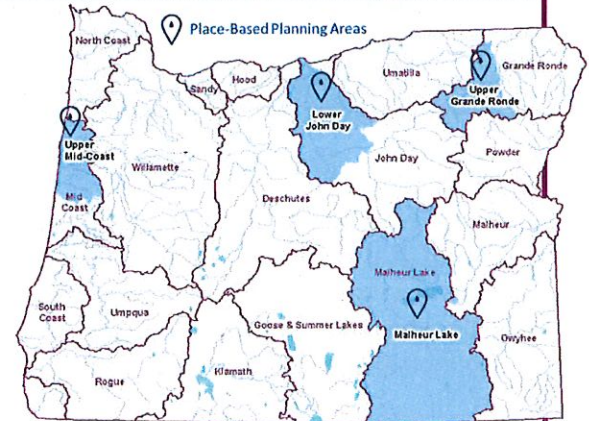 Place-Based Planning Areas
North Coast
Sandy
Hood
Umatilla
Grande Ronde
Upper
Grande Ronde
Lower
John Day
Upper
Mid-Coast
Willamette
John Day
Powder
Mid
Coast
Deschutes
Malheur
Malheur Lake
South
Coast
Umpqua
Goose & Summer Lakes
Malheur Lake
Owyhee
Rogue
Klamath